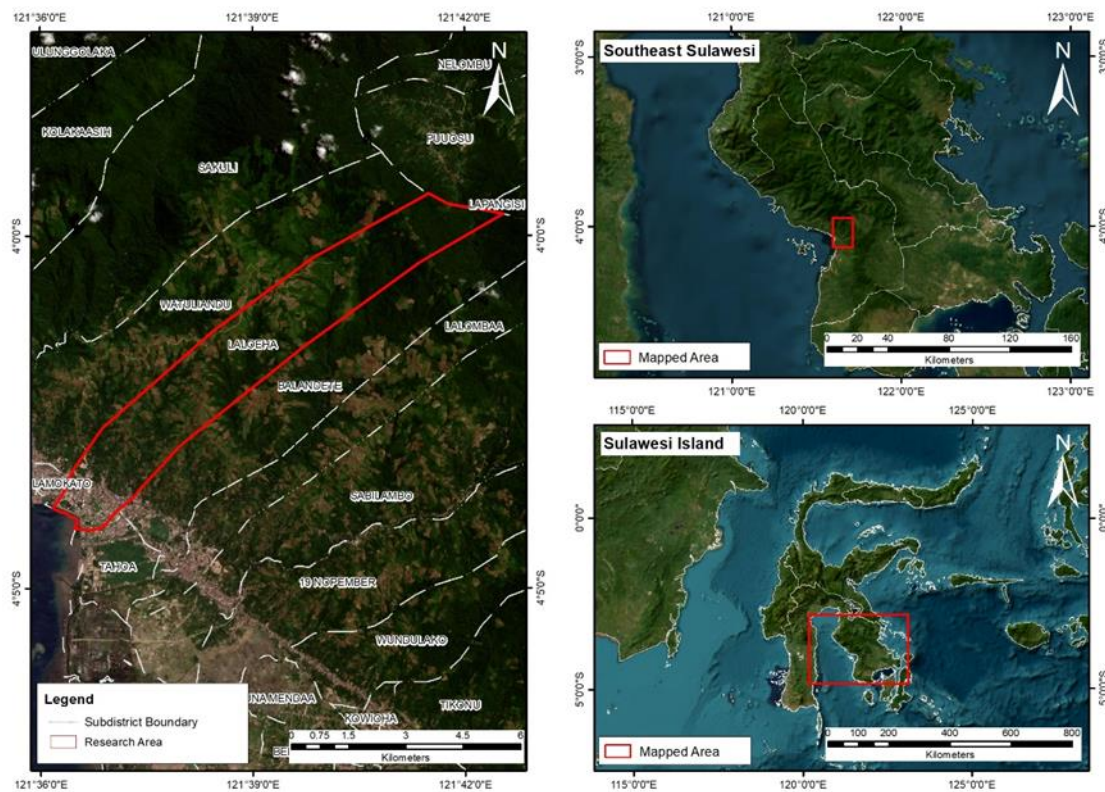 121°36'0"E
121°39'0"E
121°42'0"E
N
ULUNGGOLAKA
NELOMBU
KOLAKAASIH
PUUOSU
SAKULI
LAPANGISI
4°0'0"S
WATULIANDU
LALOEHA
LALOMBAA
BALANDETE
LAMOKATO
SABILAMBO
TAHOA
19 NOPEMBER
4°5'0"S
WUNDULAKO
TIKONU
KOWIOHA
Legend
Subdistrict Boundary
Research Area
0 0.75 1.5 3 4.5 6
Kilometers
121°36'0"E
121°39'0"E
121°42'0"E
121°0'0"E
122°0'0"E
123°0'0"E
Southeast Sulawesi
N
3°0'0"S
3°0'0"S
4°0'0"S
4°0'0"S
Mapped Area
0 20 40 80 120 160
Kilometers
121°0'0"E
122°0'0"E
123°0'0"E
115°0'0"E
120°0'0"E
125°0'0"E
Sulawesi Island
N
0°0'0"
0°0'0"
5°0'0"S
5°0'0"S
Mapped Area
0 100 200 400 600 800
Kilometers
115°0'0"E
120°0'0"E
125°0'0"E